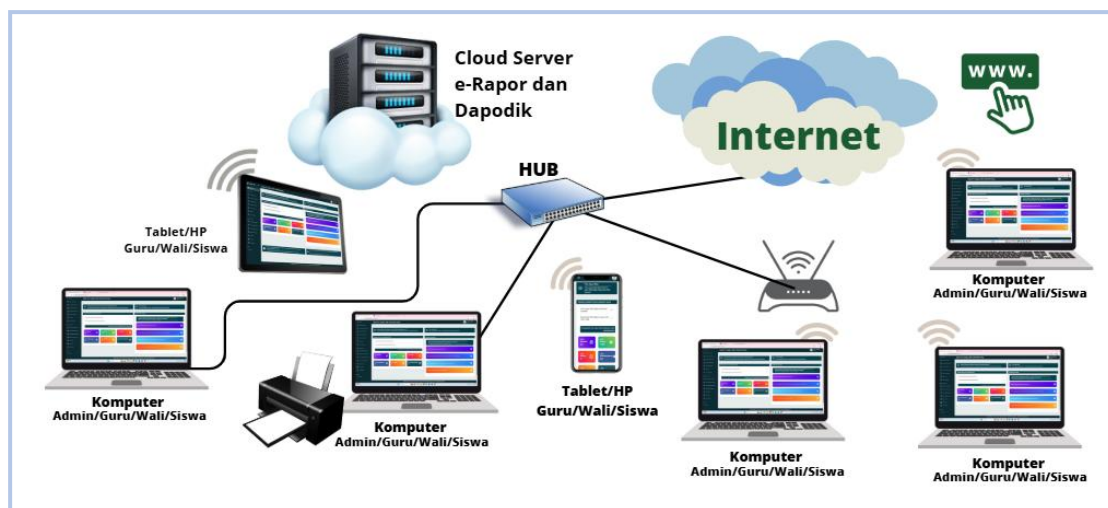 Cloud Server
e-Rapor dan
Dapodik
Internet
www.
HUB
Tablet/HP
Guru/Wali/Siswa
Komputer
Admin/Guru/Wali/Siswa
Komputer
Admin/Guru/Wali/Siswa
Tablet/HP
Guru/Wali/Siswa
Komputer
Admin/Guru/Wali/Siswa
Komputer
Admin/Guru/Wali/Siswa
Komputer
Admin/Guru/Wali/Siswa